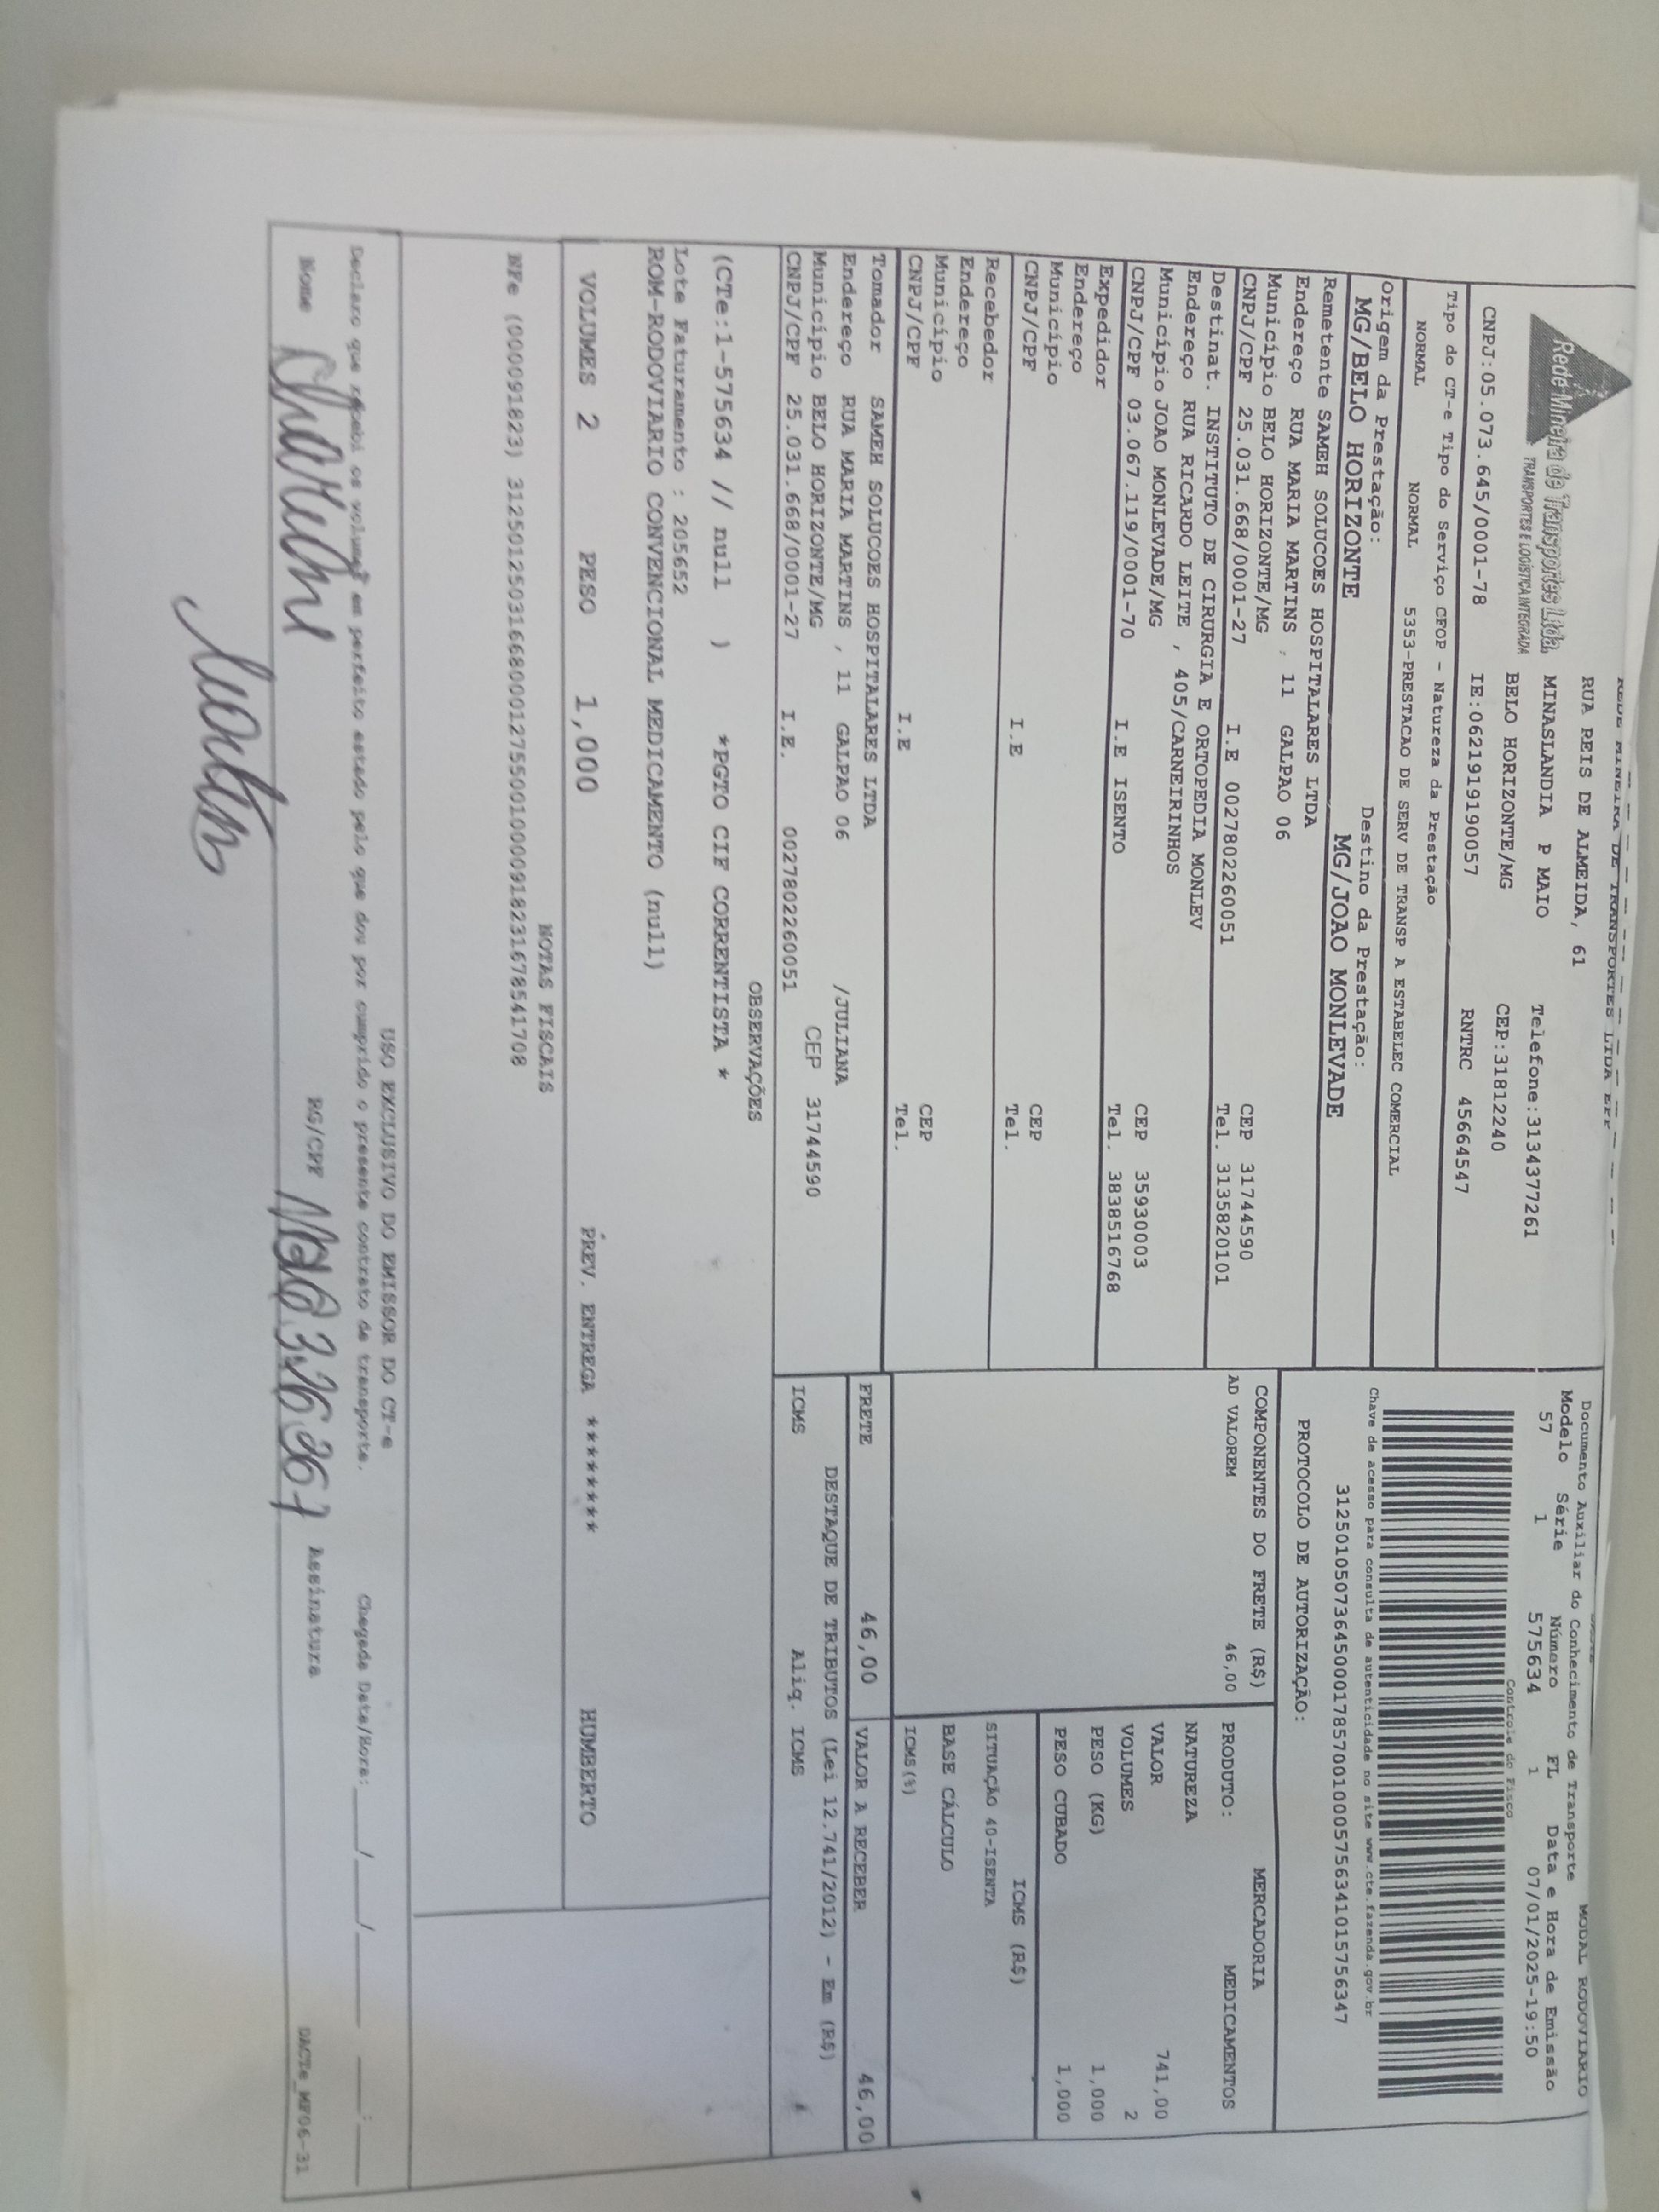 Rede Mineira de Transportes Ltda.
TRANSPORTES E LOGÍSTICA INTEGRADA
REDE MINEIRA DE TRANSPORTES LTDA EPP
RUA REIS DE ALMEIDA, 61
MINASLANDIA P MAIO Telefone:3134377261
BELO HORIZONTE/MG CEP:31812240
CNPJ:05.073.645/0001-78 IE:0621919190057 RNTRC 45664547
Tipo do CT-e Tipo do Serviço CFOP - Natureza da Prestação
NORMAL NORMAL 5353-PRESTACAO DE SERV DE TRANSP A ESTABELEC COMERCIAL
Origem da Prestação: Destino da Prestação:
MG/BELO HORIZONTE MG/JOAO MONLEVADE
Remetente SAMEH SOLUCOES HOSPITALARES LTDA
Endereço RUA MARIA MARTINS , 11 GALPAO 06
Município BELO HORIZONTE/MG CEP 31744590
CNPJ/CPF 25.031.668/0001-27 I.E 0027802260051 Tel. 3135820101
Destinat. INSTITUTO DE CIRURGIA E ORTOPEDIA MONLEV
Endereço RUA RICARDO LEITE , 405/CARNEIRINHOS
Município JOAO MONLEVADE/MG CEP 35930003
CNPJ/CPF 03.067.119/0001-70 I.E ISENTO Tel. 3838516768
Expedidor
Endereço
Município CEP
CNPJ/CPF I.E Tel.
Recebedor
Endereço
Município CEP
CNPJ/CPF I.E Tel.
Tomador SAMEH SOLUCOES HOSPITALARES LTDA
Endereço RUA MARIA MARTINS , 11 GALPAO 06 /JULIANA
Município BELO HORIZONTE/MG CEP 31744590
CNPJ/CPF 25.031.668/0001-27 I.E. 0027802260051
MODAL RODOVIARIO
Documento Auxiliar do Conhecimento de Transporte
Modelo Série Número FL Data e Hora de Emissão
57 1 575634 1 07/01/2025-19:50
Controle do Fisco
Chave de acesso para consulta de autenticidade no site www.cte.fazenda.gov.br
31250105073645000178570010005756341015756347
PROTOCOLO DE AUTORIZAÇÃO:
COMPONENTES DO FRETE (R$)
AD VALOREM 46,00
MERCADORIA
PRODUTO: MEDICAMENTOS
NATUREZA
VALOR 741,00
VOLUMES 2
PESO (KG) 1,000
PESO CUBADO 1,000
ICMS (R$)
SITUAÇÃO 40-ISENTA
BASE CÁLCULO
ICMS(%)
FRETE 46,00 VALOR A RECEBER 46,00
DESTAQUE DE TRIBUTOS (Lei 12.741/2012) - Em (R$)
ICMS Aliq. ICMS
OBSERVAÇÕES
(CTe:1-575634 // null ) *PGTO CIF CORRENTISTA *
Lote Faturamento : 205652
ROM-RODOVIARIO CONVENCIONAL MEDICAMENTO (null)
VOLUMES 2 PESO 1,000 PREV. ENTREGA ******** HUMBERTO
NOTAS FISCAIS
NFe (000091823) 31250125031668000127550010000918231678541708
USO EXCLUSIVO DO EMISSOR DO CT-e
Declaro que recebi os volumes em perfeito estado pelo que dou por cumprido o presente contrato de transporte. Chegada Data/Hora: ___/___/_____ ___:___
Nome RG/CPF Assinatura
DACTe_MF06-31